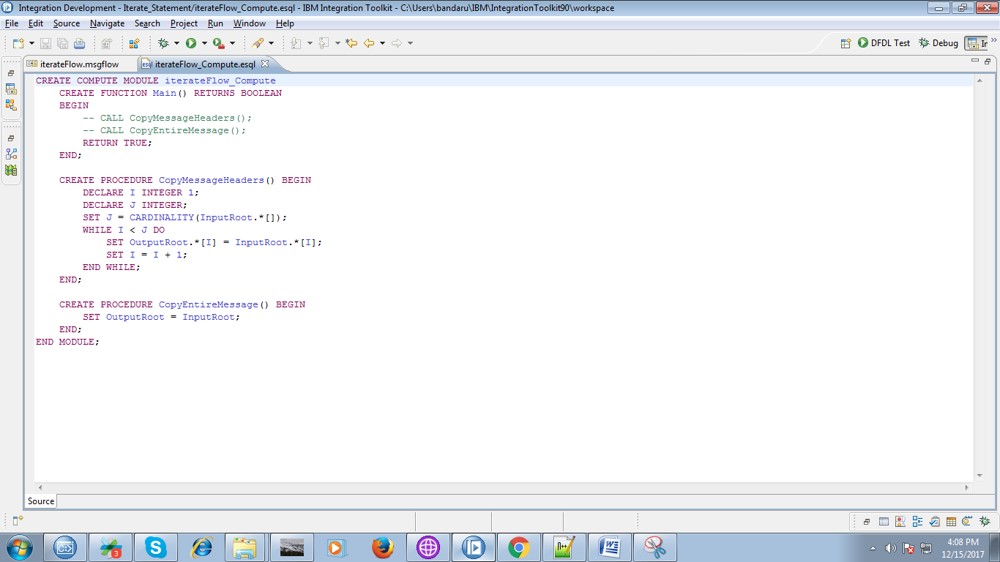 Integration Development - Iterate_Statement/iterateFlow_Compute.esql - IBM Integration Toolkit - C:\Users\bandaru\IBM\IntegrationToolkit90\workspace
File Edit Source Navigate Search Project Run Window Help
DFDL Test Debug
iterateFlow.msgflow iterateFlow_Compute.esql
CREATE COMPUTE MODULE iterateFlow_Compute
CREATE FUNCTION Main() RETURNS BOOLEAN
BEGIN
-- CALL CopyMessageHeaders();
-- CALL CopyEntireMessage();
RETURN TRUE;
END;
CREATE PROCEDURE CopyMessageHeaders() BEGIN
DECLARE I INTEGER 1;
DECLARE J INTEGER;
SET J = CARDINALITY(InputRoot.*[]);
WHILE I < J DO
SET OutputRoot.*[I] = InputRoot.*[I];
SET I = I + 1;
END WHILE;
END;
CREATE PROCEDURE CopyEntireMessage() BEGIN
SET OutputRoot = InputRoot;
END;
END MODULE;
Source
4:08 PM
12/15/2017